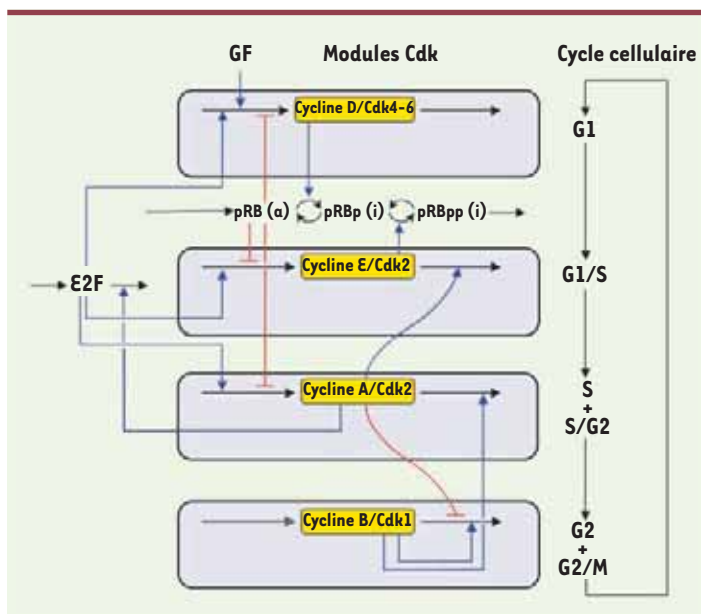 GF Modules Cdk Cycle cellulaire
Cycline D/Cdk4-6
G1
pRB (a) pRBp (i) pRBpp (i)
Cycline E/Cdk2
E2F
G1/S
Cycline A/Cdk2
S
+
S/G2
Cycline B/Cdk1
G2
+
G2/M